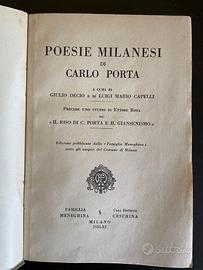 POESIE MILANESI
DI
CARLO PORTA
A CURA DI
GIULIO DECIO E DI LUIGI MARIO CAPELLI
PRECEDE UNO STUDIO DI ETTORE ROTA
SU
«IL RISO DI C. PORTA E IL GIANSENISMO»
Edizione pubblicata dalla «Famiglia Meneghina»
sotto gli auspici del Comune di Milano
FAMIGLIA
MENEGHINA
§
CASA EDITRICE
CESCHINA
MILANO
subito